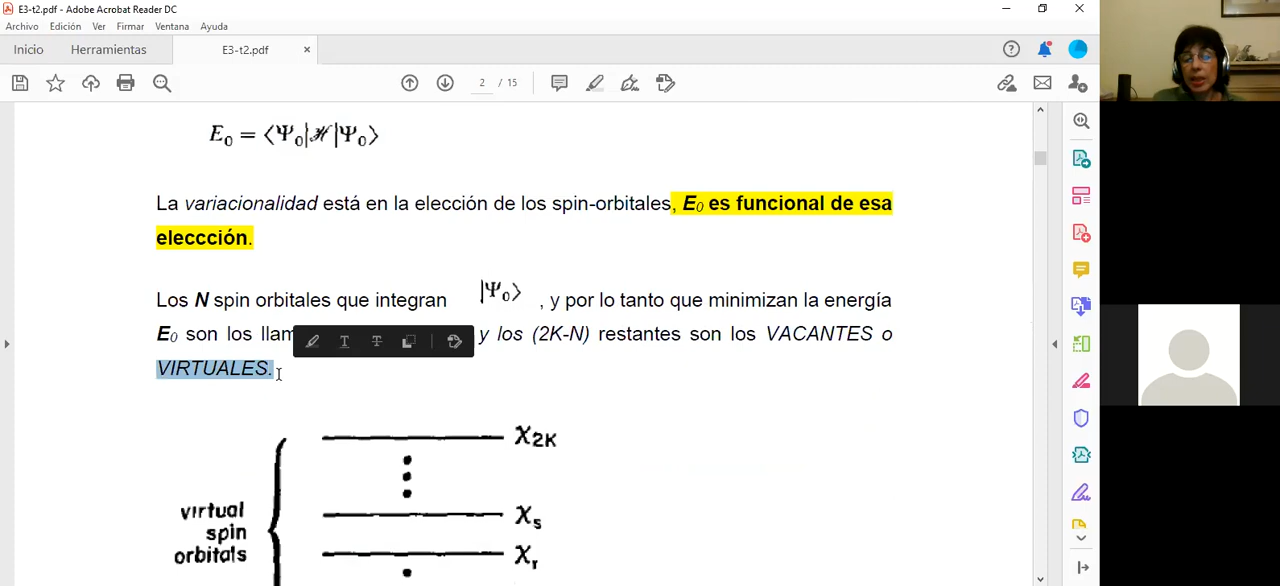 E3-t2.pdf - Adobe Acrobat Reader DC
Archivo Edición Ver Firmar Ventana Ayuda
Inicio Herramientas E3-t2.pdf ×
2 / 15
E₀ = ⟨Ψ₀|ℋ|Ψ₀⟩
La variacionalidad está en la elección de los spin-orbitales, E₀ es funcional de esa
eleccción.
Los N spin orbitales que integran |Ψ₀⟩ , y por lo tanto que minimizan la energía
E₀ son los llam y los (2K-N) restantes son los VACANTES o
VIRTUALES.
χ2K
virtual
spin
orbitals
χs
χr